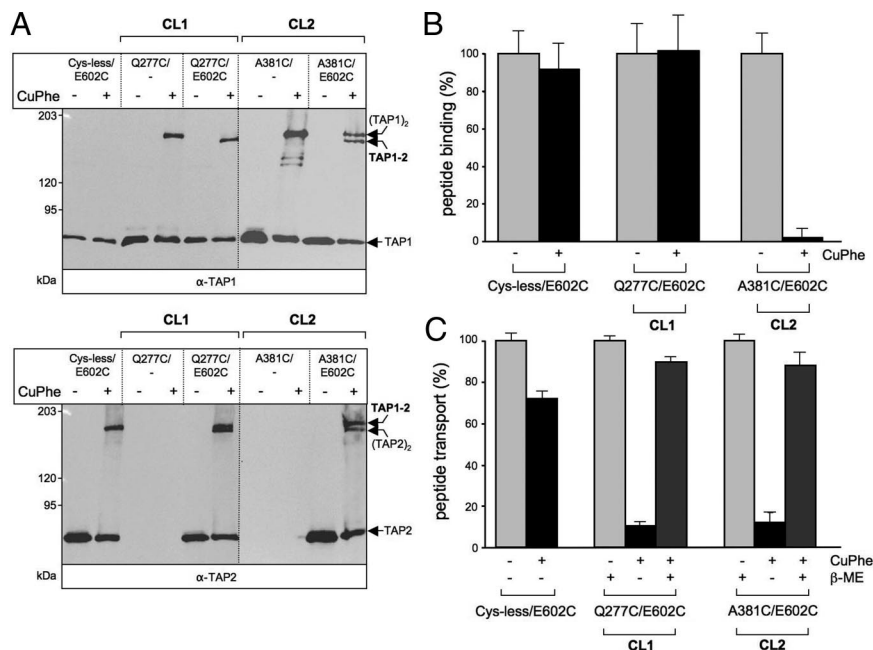 A
CL1 CL2
Cys-less/ Q277C/ Q277C/ A381C/ A381C/
E602C - E602C - E602C
CuPhe - + - + - + - + - +
203
120
95
kDa
(TAP1)2
TAP1-2
TAP1
α-TAP1
CL1 CL2
Cys-less/ Q277C/ Q277C/ A381C/ A381C/
E602C - E602C - E602C
CuPhe - + - + - + - + - +
203
120
95
kDa
TAP1-2
(TAP2)2
TAP2
α-TAP2
B
peptide binding (%)
100
80
60
40
20
0
- + - + - + CuPhe
Cys-less/E602C Q277C/E602C A381C/E602C
CL1 CL2
C
peptide transport (%)
100
80
60
40
20
0
- + - + + - + + CuPhe
- - + - + + - + β-ME
Cys-less/E602C Q277C/E602C A381C/E602C
CL1 CL2